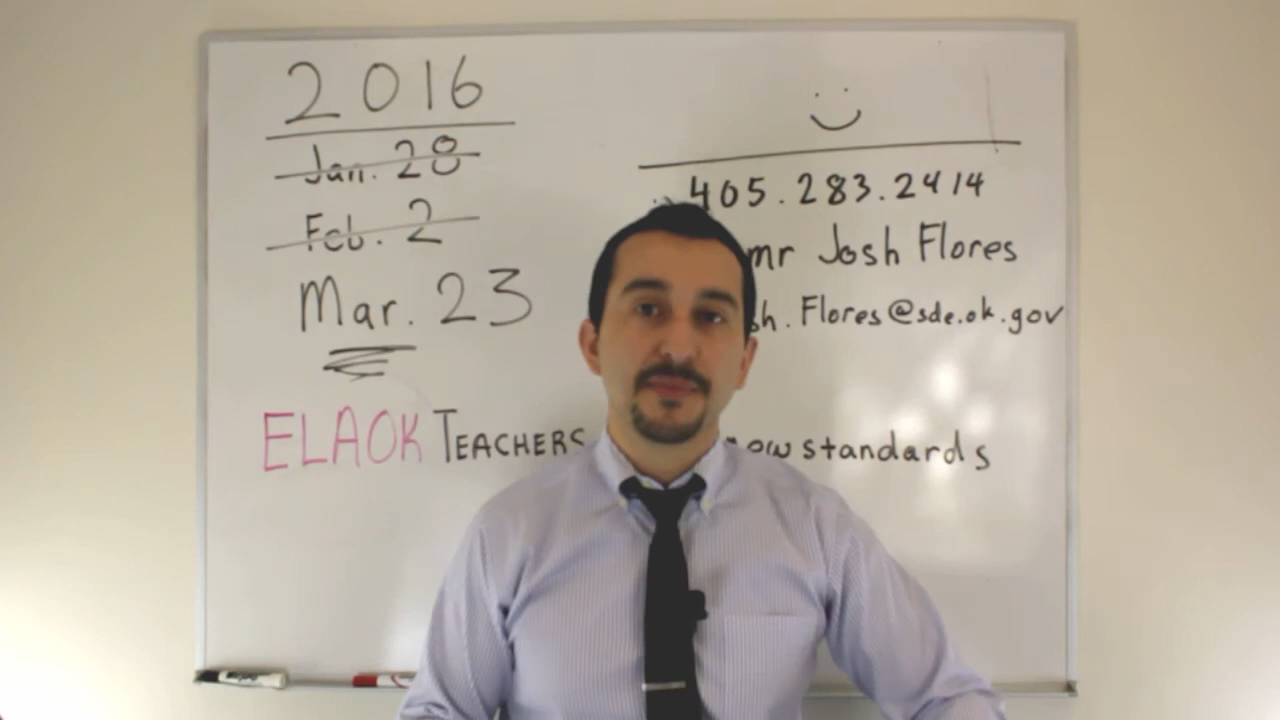 2016
Jan. 28
Feb. 2
Mar. 23
405.283.2414
mr Josh Flores
sh.Flores@sde.ok.gov
ELAOK TEACHERS standards